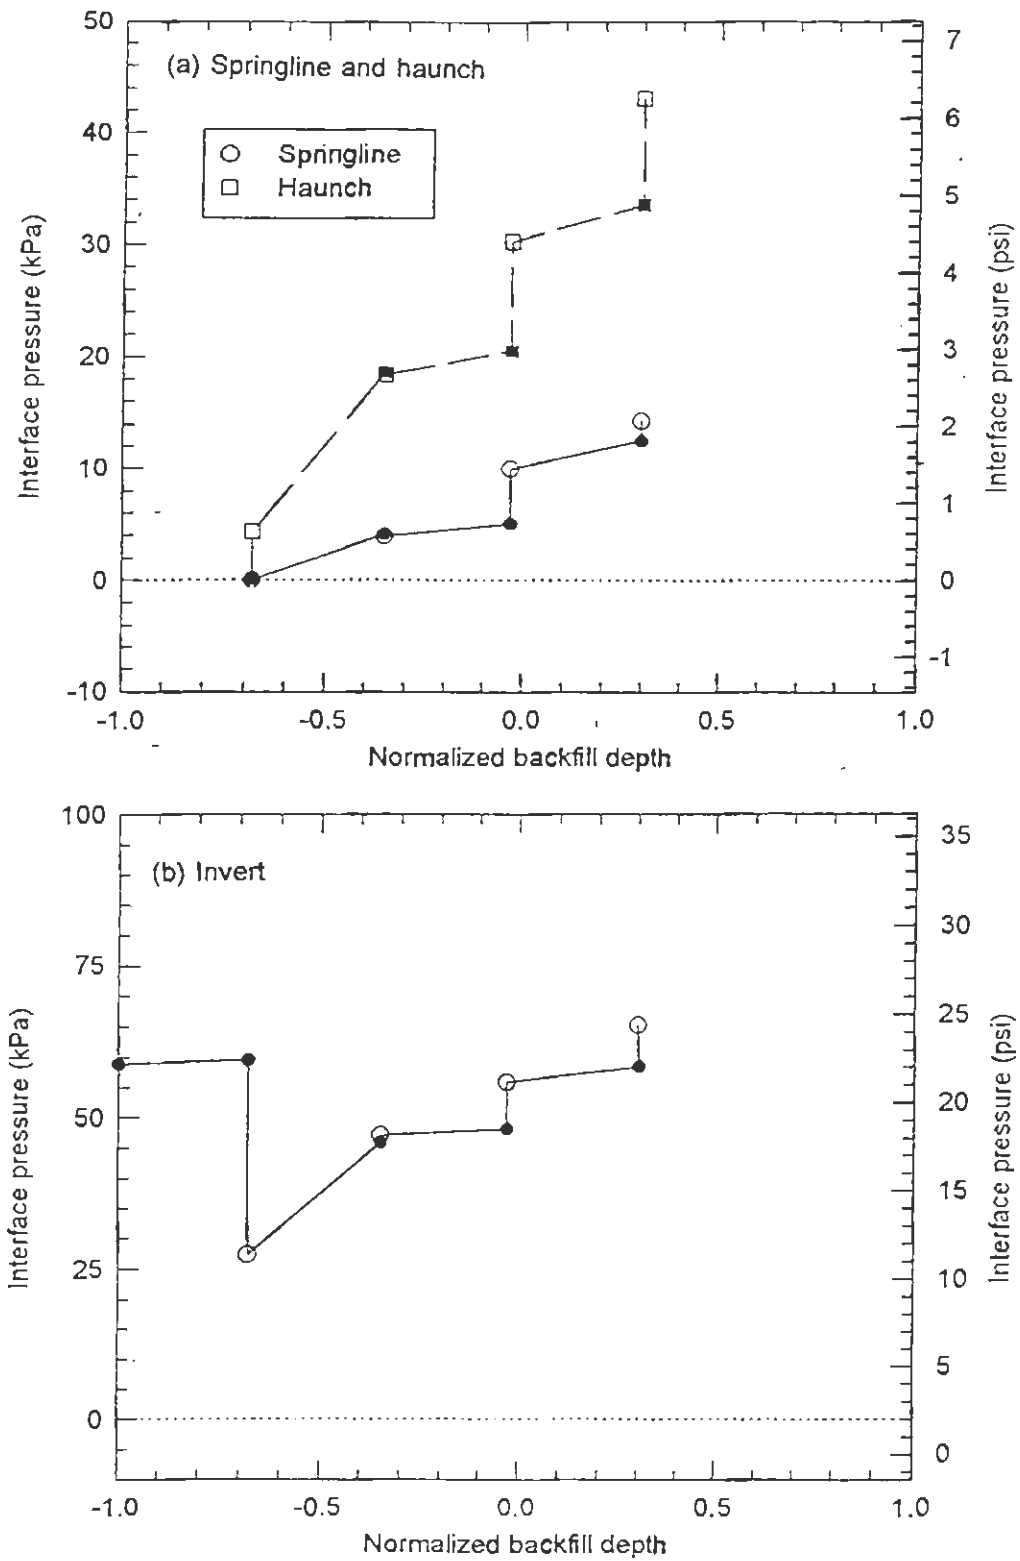 50
40
30
20
10
0
-10
Interface pressure (kPa)
(a) Springline and haunch
Springline
Haunch
7
6
5
4
3
2
1
0
-1
Interface pressure (psi)
-1.0 -0.5 0.0 0.5 1.0
Normalized backfill depth
100
75
50
25
0
Interface pressure (kPa)
(b) Invert
35
30
25
20
15
10
5
0
Interface pressure (psi)
-1.0 -0.5 0.0 0.5 1.0
Normalized backfill depth